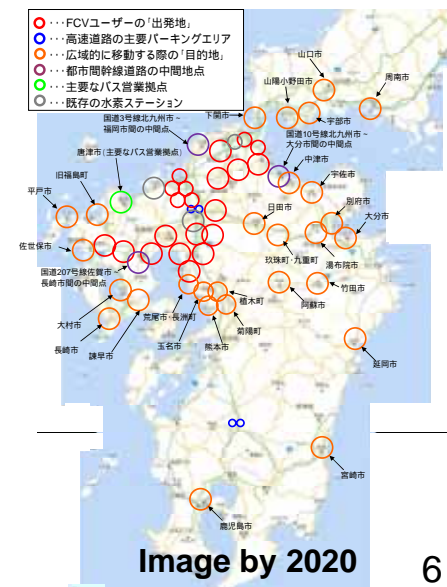 ･･･FCVユーザーの｢出発地｣
･･･高速道路の主要パーキングエリア
･･･広域的に移動する際の｢目的地｣
･･･都市間幹線道路の中間地点
･･･主要なバス営業拠点
･･･既存の水素ステーション
山口市
山陽小野田市
周南市
下関市
宇部市
国道3号線北九州市～
福岡市間の中間点
国道10号線北九州市～
大分市間の中間点
唐津市(主要なバス営業拠点)
中津市
宇佐市
旧福島町
平戸市
日田市
別府市
大分市
佐世保市
国道207号線佐賀市～
長崎市間の中間点
玖珠町･九重町
湯布院市
竹田市
阿蘇市
大村市
荒尾市･長洲町
植木町
菊陽町
長崎市
諫早市
玉名市
熊本市
延岡市
宮崎市
鹿児島市
Image by 2020
6